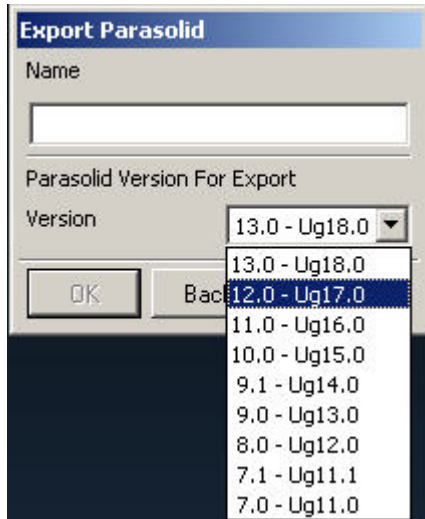 Export Parasolid
Name
Parasolid Version For Export
Version
13.0 - Ug18.0
13.0 - Ug18.0
OK
Bac
12.0 - Ug17.0
11.0 - Ug16.0
10.0 - Ug15.0
9.1 - Ug14.0
9.0 - Ug13.0
8.0 - Ug12.0
7.1 - Ug11.1
7.0 - Ug11.0